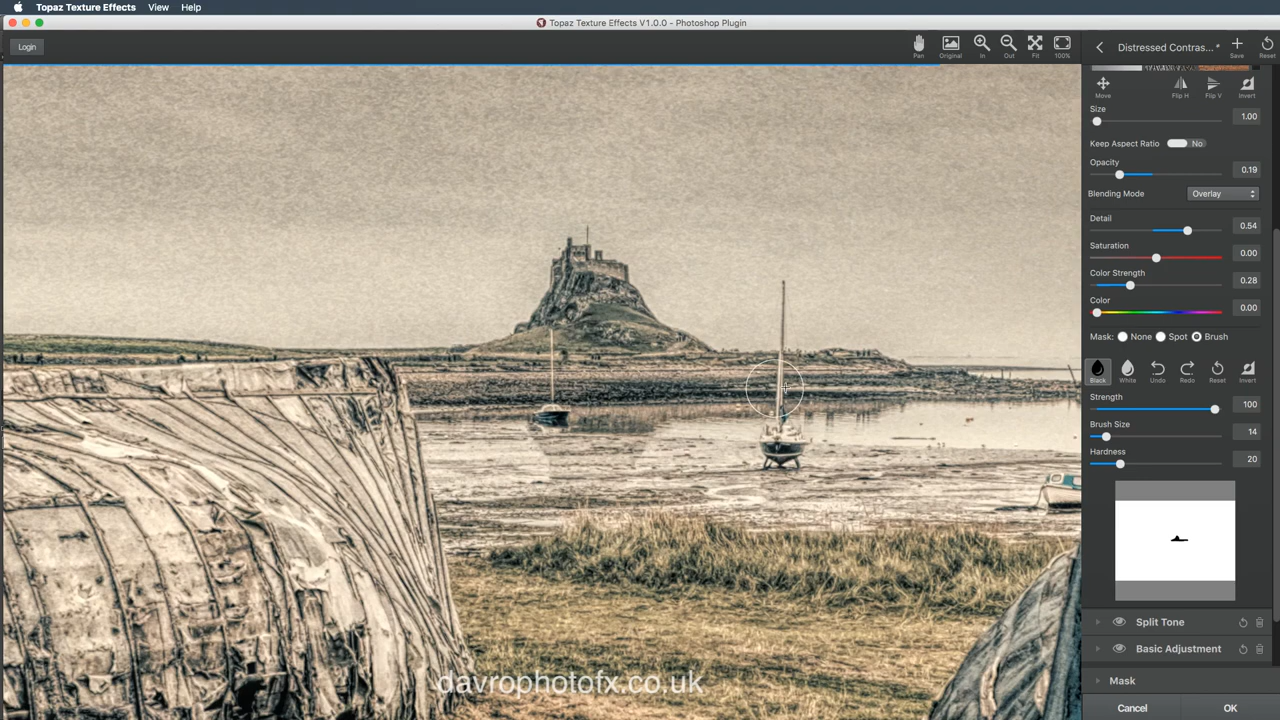 Topaz Texture Effects View Help
Topaz Texture Effects V1.0.0 - Photoshop Plugin
Login
Pan Original In Out Fit 100%
Distressed Contras...* Save Reset
Move Flip H Flip V Invert
Size 1.00
Keep Aspect Ratio No
Opacity 0.19
Blending Mode Overlay
Detail 0.54
Saturation 0.00
Color Strength 0.28
Color 0.00
Mask: None Spot Brush
Black White Undo Redo Reset Invert
Strength 100
Brush Size 14
Hardness 20
Split Tone
Basic Adjustment
Mask
Cancel OK
davrophotofx.co.uk